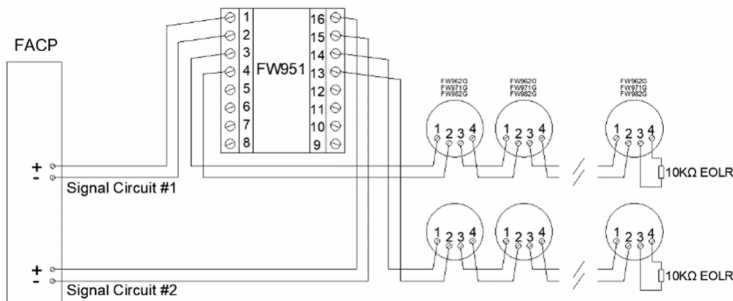 FACP
+
-
Signal Circuit #1
+
-
Signal Circuit #2
FW951
1 16
2 15
3 14
4 13
5 12
6 11
7 10
8 9
FW962G FW962G FW962G
FW971G FW971G FW971G
FW982G FW982G FW982G
1 2 3 4 1 2 3 4 1 2 3 4
10KΩ EOLR
1 2 3 4 1 2 3 4 1 2 3 4
10KΩ EOLR